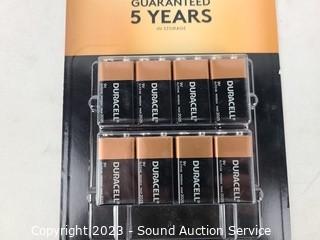 GUARANTEED
5 YEARS
IN STORAGE
DURACELL
DURACELL
DURACELL
DURACELL
DURACELL
DURACELL
DURACELL
DURACELL
Copyright 2023 - Sound Auction Service